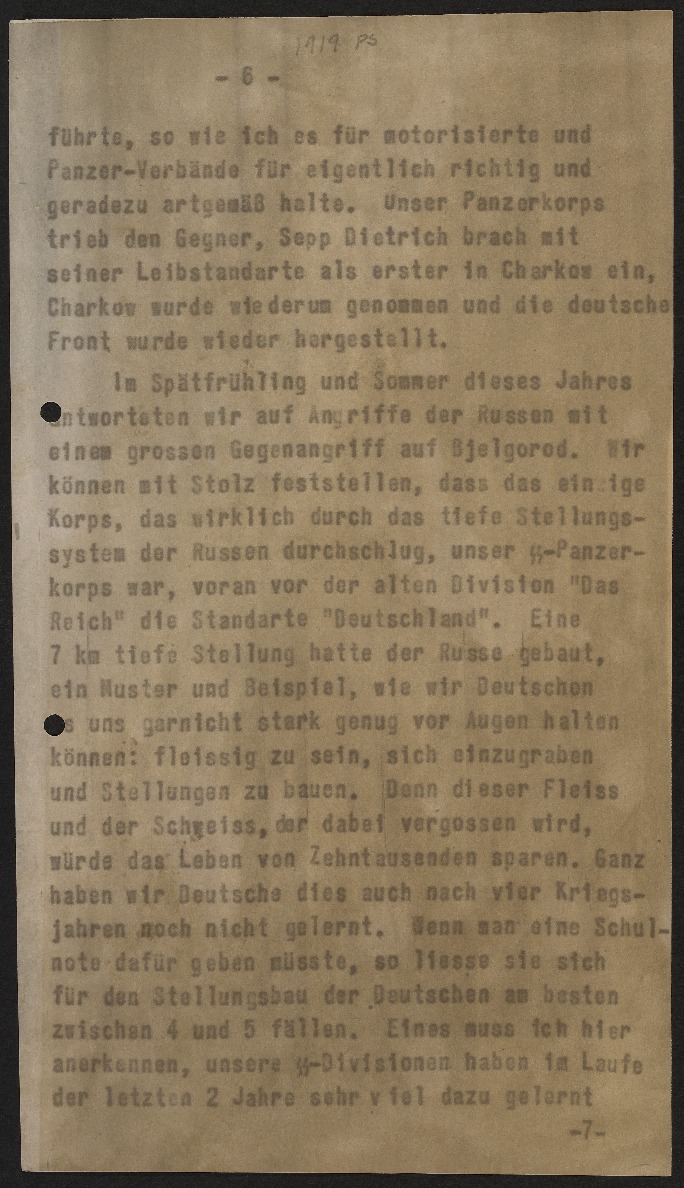 1919 PS
- 6 -
führte, so wie ich es für motorisierte und
Panzer-Verbände für eigentlich richtig und
geradezu artgemäß halte. Unser Panzerkorps
trieb den Gegner, Sepp Dietrich brach mit
seiner Leibstandarte als erster in Charkow ein,
Charkow wurde wiederum genommen und die deutsche
Front wurde wieder hergestellt.
Im Spätfrühling und Sommer dieses Jahres
antworteten wir auf Angriffe der Russen mit
einem grossen Gegenangriff auf Bjelgorod. Wir
können mit Stolz feststellen, dass das einzige
Korps, das wirklich durch das tiefe Stellungs-
system der Russen durchschlug, unser ᛋᛋ-Panzer-
korps war, voran vor der alten Division "Das
Reich" die Standarte "Deutschland". Eine
7 km tiefe Stellung hatte der Russe gebaut,
ein Muster und Beispiel, wie wir Deutschen
es uns garnicht stark genug vor Augen halten
können: fleissig zu sein, sich einzugraben
und Stellungen zu bauen. Denn dieser Fleiss
und der Schweiss, der dabei vergossen wird,
würde das Leben von Zehntausenden sparen. Ganz
haben wir Deutsche dies auch nach vier Kriegs-
jahren noch nicht gelernt. Wenn man eine Schul-
note dafür geben müsste, so liesse sie sich
für den Stellungsbau der Deutschen am besten
zwischen 4 und 5 fällen. Eines muss ich hier
anerkennen, unsere ᛋᛋ-Divisionen haben im Laufe
der letzten 2 Jahre sehr viel dazu gelernt
-7-